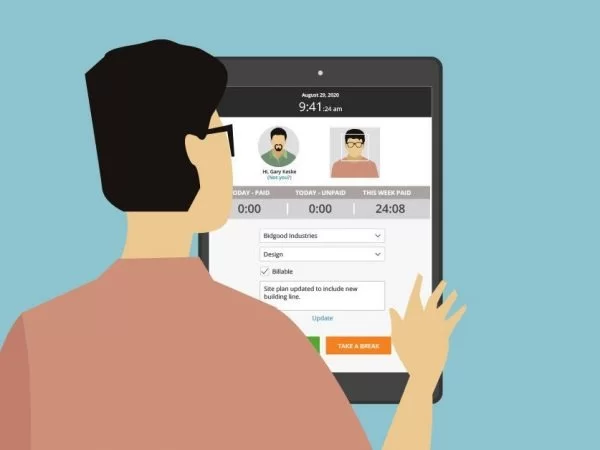 August 29, 2020
9:41:24 am
Hi, Gary Keske
(Not you?)
ODAY - PAID TODAY - UNPAID THIS WEEK PAID
0:00 0:00 24:08
Bidgood Industries
Design
Billable
Site plan updated to include new
building line.
Update
TAKE A BREAK